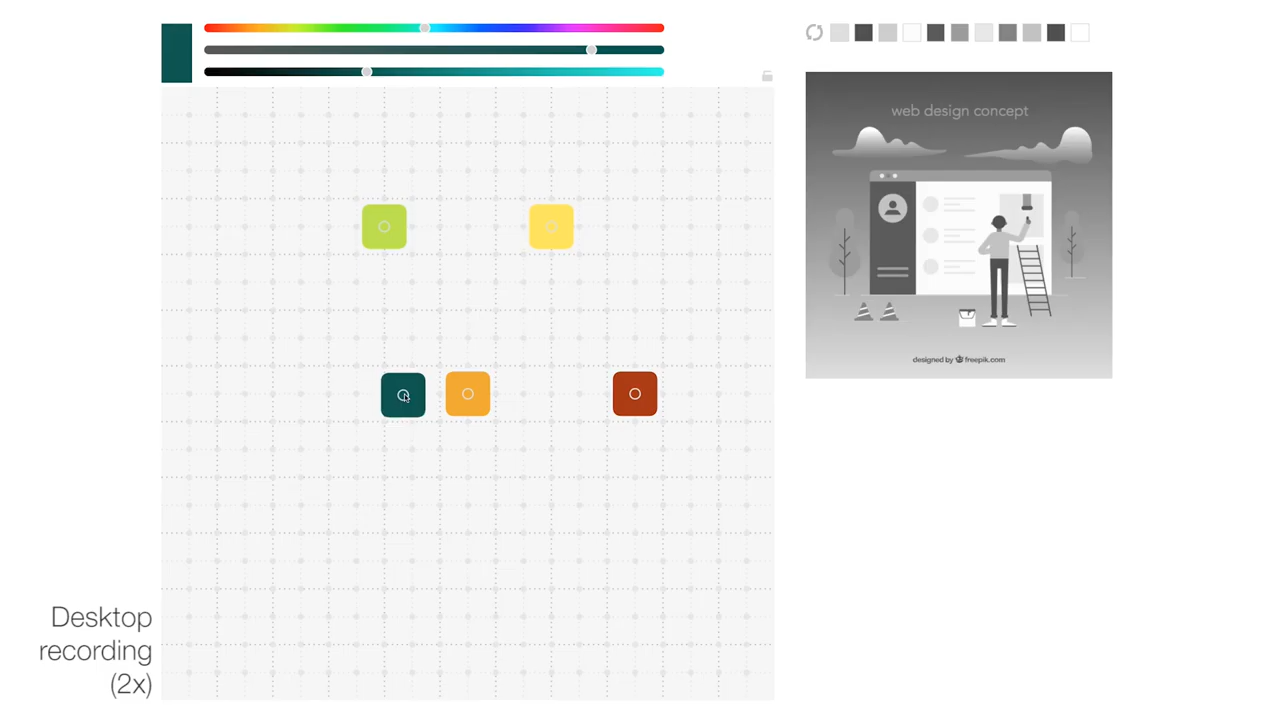 web design concept
designed by freepik.com
Desktop
recording
(2x)